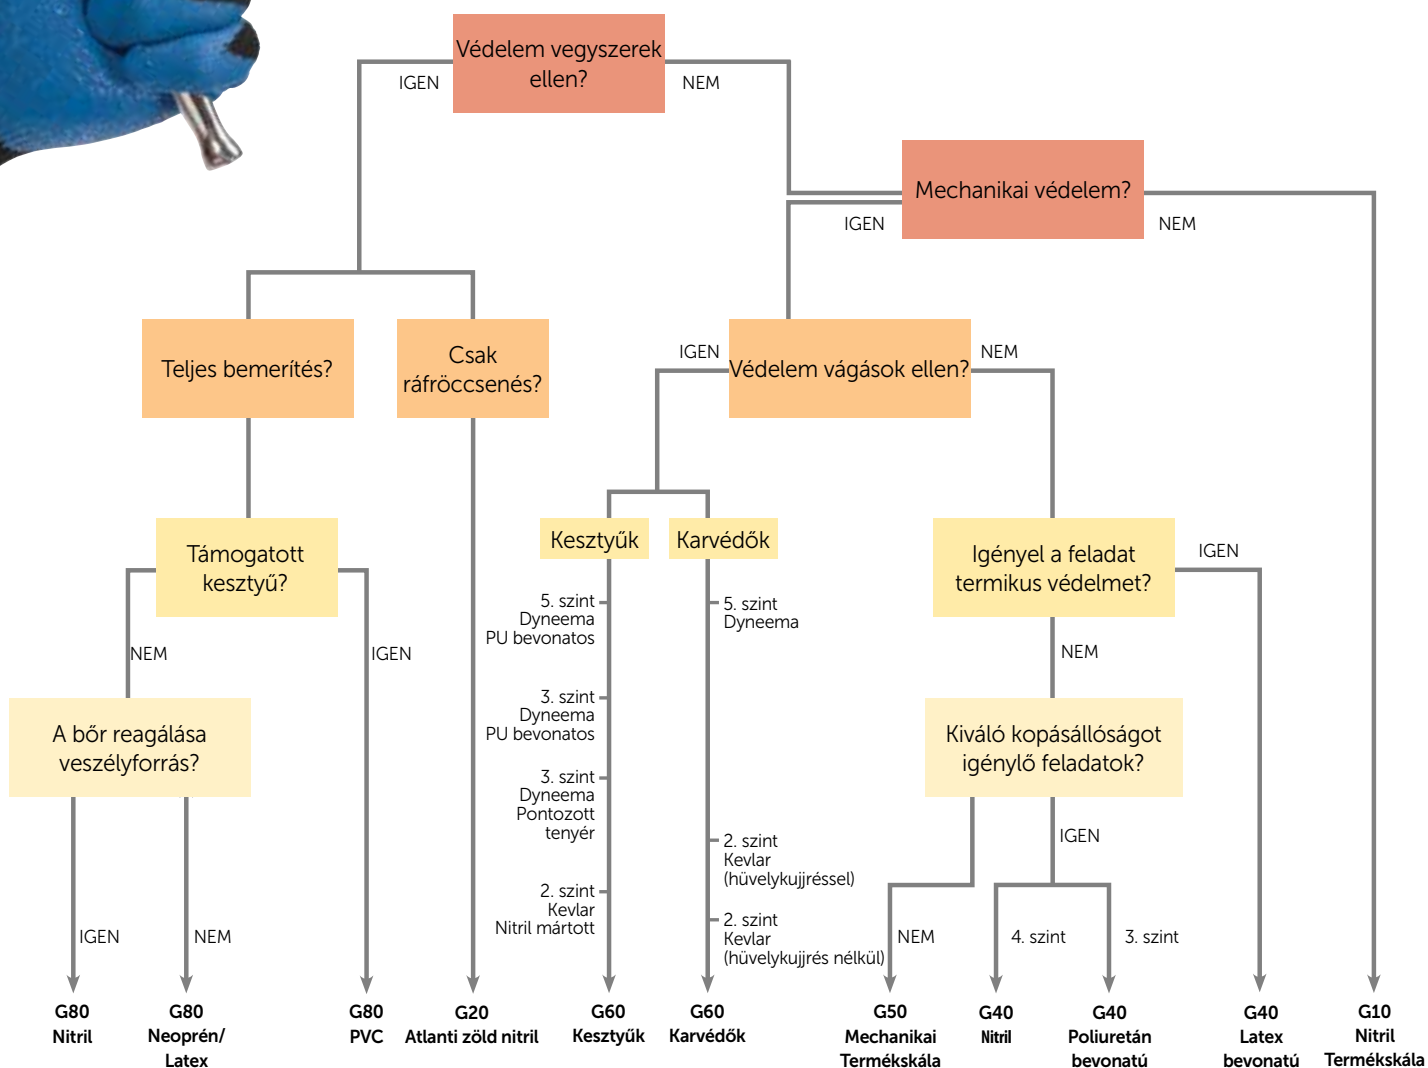 Védelem vegyszerek
ellen?
IGEN
NEM
Mechanikai védelem?
IGEN
NEM
Teljes bemerítés?
Csak
ráfröccsenés?
IGEN
Védelem vágások ellen?
NEM
Támogatott
kesztyű?
Kesztyűk
Karvédők
Igényel a feladat
termikus védelmet?
IGEN
NEM
IGEN
5. szint
Dyneema
PU bevonatos
3. szint
Dyneema
PU bevonatos
3. szint
Dyneema
Pontozott
tenyér
2. szint
Kevlar
Nitril mártott
5. szint
Dyneema
2. szint
Kevlar
(hüvelykujjréssel)
2. szint
Kevlar
(hüvelykujjrés nélkül)
NEM
A bőr reagálása
veszélyforrás?
Kiváló kopásállóságot
igénylő feladatok?
IGEN
IGEN
NEM
NEM
4. szint
3. szint
G80
Nitril
G80
Neoprén/
Latex
G80
PVC
G20
Atlanti zöld nitril
G60
Kesztyűk
G60
Karvédők
G50
Mechanikai
Termékskála
G40
Nitril
G40
Poliuretán
bevonatú
G40
Latex
bevonatú
G10
Nitril
Termékskála